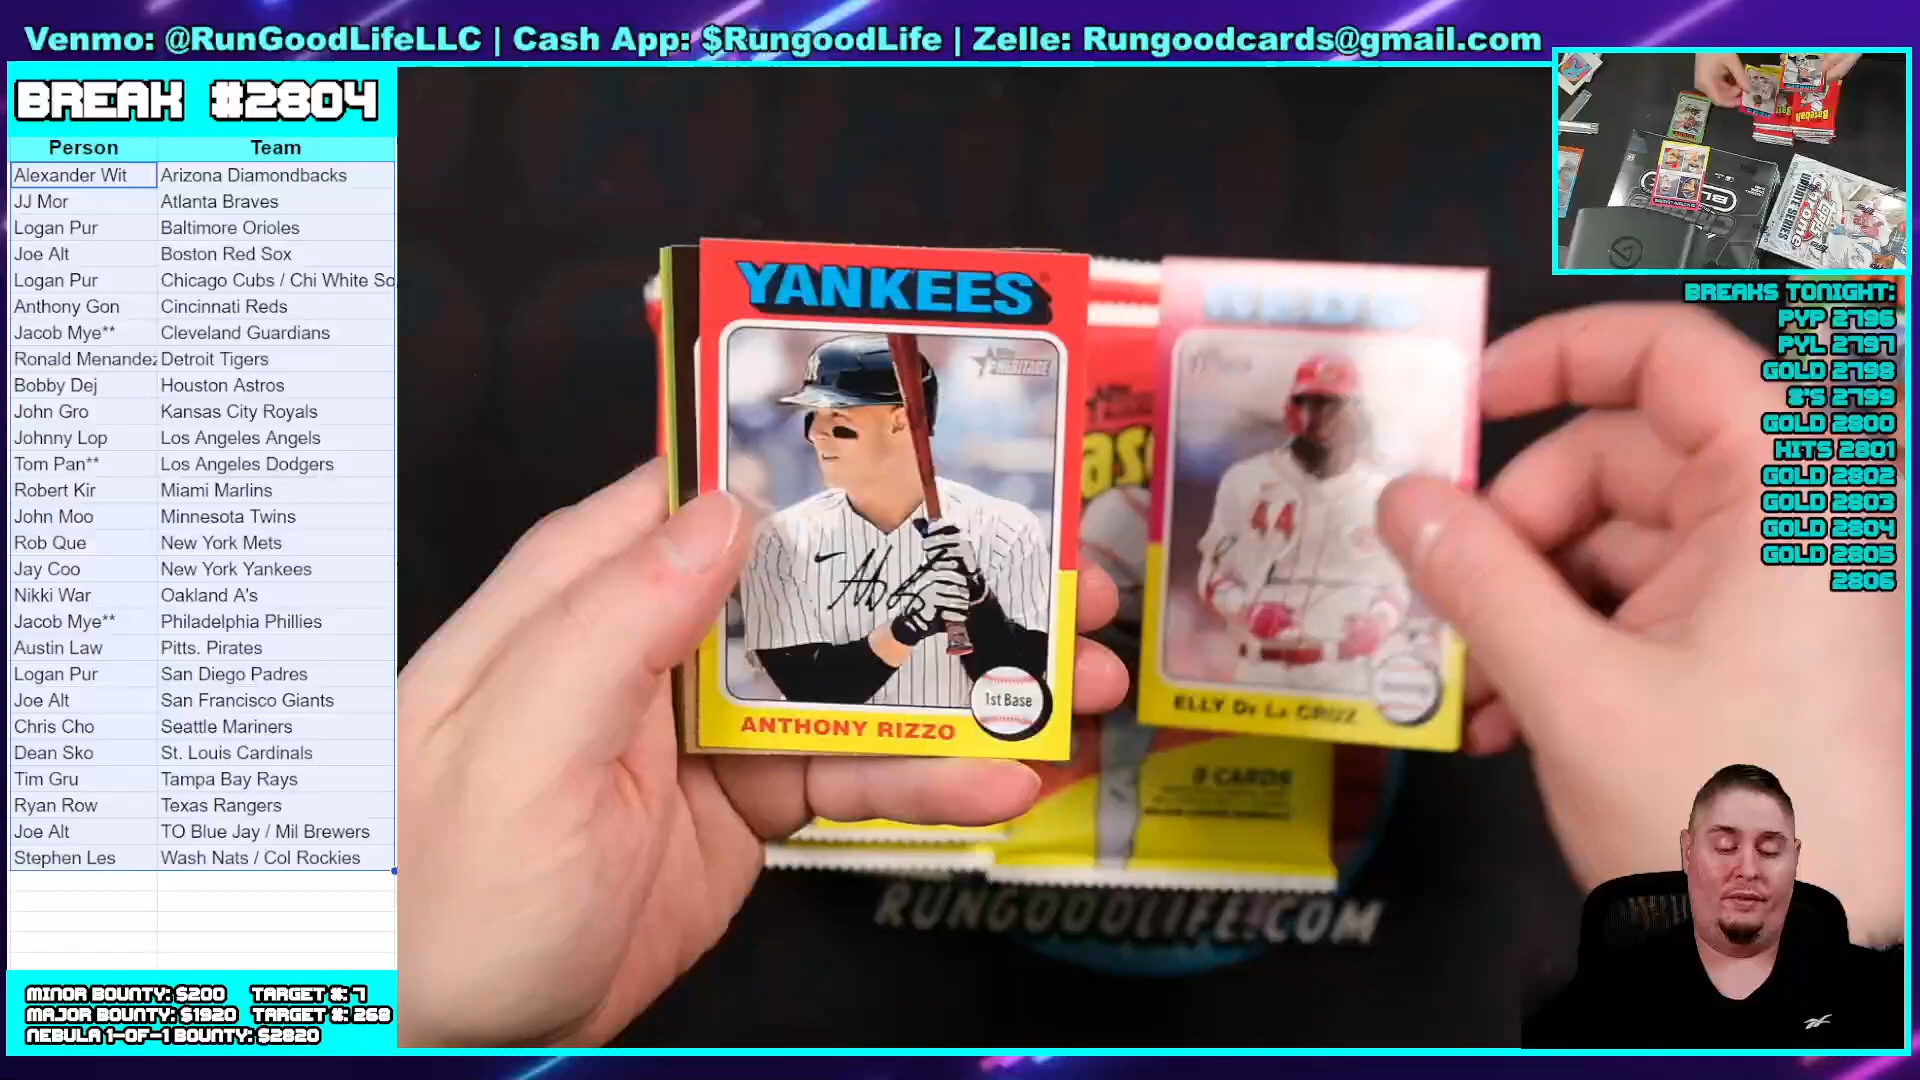 Venmo: @RunGoodLifeLLC | Cash App: $RungoodLife | Zelle: Rungoodcards@gmail.com
BREAK #2804
Person Team
Alexander Wit Arizona Diamondbacks
JJ Mor Atlanta Braves
Logan Pur Baltimore Orioles
Joe Alt Boston Red Sox
Logan Pur Chicago Cubs / Chi White So
Anthony Gon Cincinnati Reds
Jacob Mye** Cleveland Guardians
Ronald Menandez Detroit Tigers
Bobby Dej Houston Astros
John Gro Kansas City Royals
Johnny Lop Los Angeles Angels
Tom Pan** Los Angeles Dodgers
Robert Kir Miami Marlins
John Moo Minnesota Twins
Rob Que New York Mets
Jay Coo New York Yankees
Nikki War Oakland A's
Jacob Mye** Philadelphia Phillies
Austin Law Pitts. Pirates
Logan Pur San Diego Padres
Joe Alt San Francisco Giants
Chris Cho Seattle Mariners
Dean Sko St. Louis Cardinals
Tim Gru Tampa Bay Rays
Ryan Row Texas Rangers
Joe Alt TO Blue Jay / Mil Brewers
Stephen Les Wash Nats / Col Rockies
MINOR BOUNTY: $200 TARGET #: 7
MAJOR BOUNTY: $1920 TARGET #: 268
NEBULA 1-OF-1 BOUNTY: $2820
YANKEES
HERITAGE
1st Base
ANTHONY RIZZO
REDS
44
ELLY De La CRUZ
CARDS
RUNGOODLIFE.COM
Baseball
UPDATE SERIES
BREAKS TONIGHT:
PYP 2796
PYL 2797
GOLD 2798
8'S 2799
GOLD 2800
HITS 2801
GOLD 2802
GOLD 2803
GOLD 2804
GOLD 2805
2806